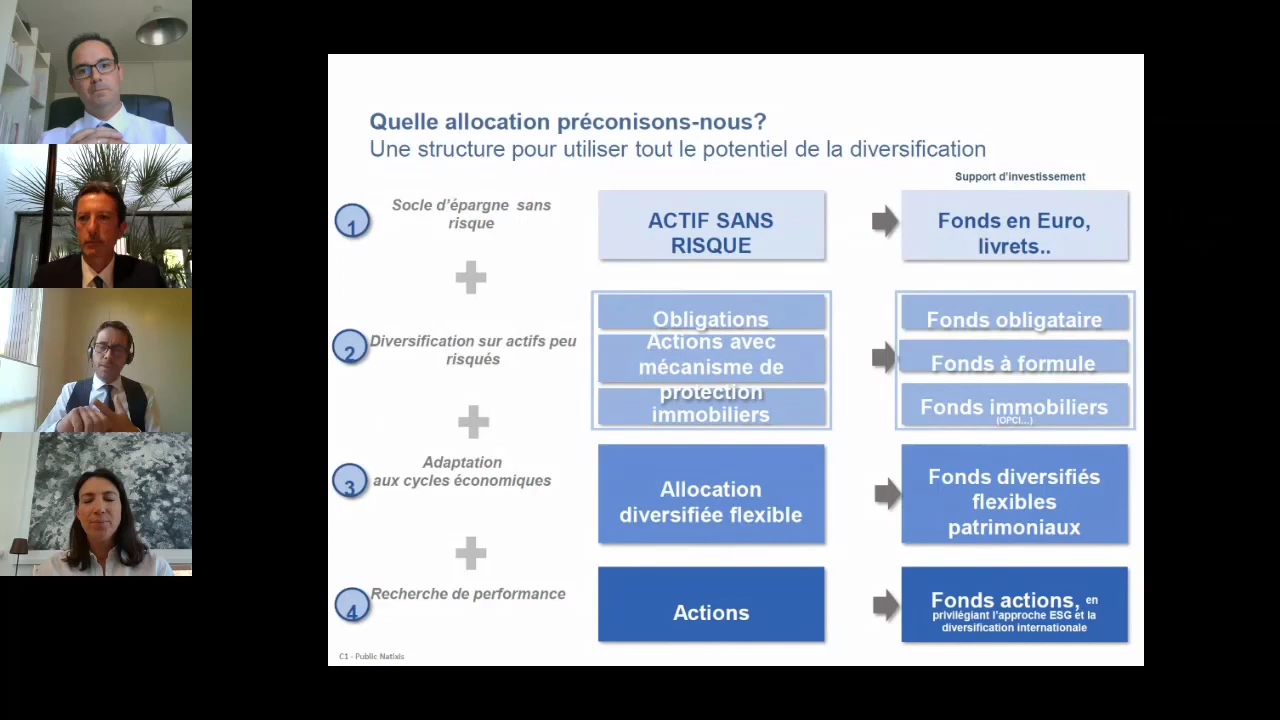 Quelle allocation préconisons-nous?
Une structure pour utiliser tout le potentiel de la diversification
Support d'investissement
1
Socle d'épargne sans
risque
ACTIF SANS
RISQUE
Fonds en Euro,
livrets..
2
Diversification sur actifs peu
risqués
Obligations
Actions avec
mécanisme de
protection
immobiliers
Fonds obligataire
Fonds à formule
Fonds immobiliers
(OPCI...)
3
Adaptation
aux cycles économiques
Allocation
diversifiée flexible
Fonds diversifiés
flexibles
patrimoniaux
4
Recherche de performance
Actions
Fonds actions, en
privilégiant l'approche ESG et la
diversification internationale
C1 - Public Natixis